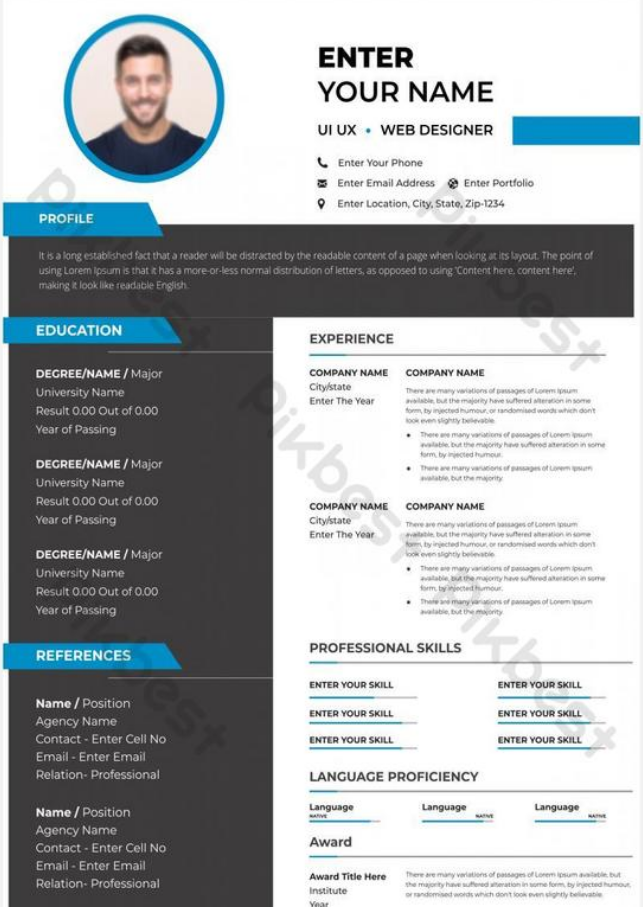 ENTER
YOUR NAME
UI UX • WEB DESIGNER
Enter Your Phone
Enter Email Address Enter Portfolio
Enter Location, City, State, Zip-1234
PROFILE
It is a long established fact that a reader will be distracted by the readable content of a page when looking at its layout. The point of
using Lorem Ipsum is that it has a more-or-less normal distribution of letters, as opposed to using 'Content here, content here',
making it look like readable English.
EDUCATION
DEGREE/NAME / Major
University Name
Result 0.00 Out of 0.00
Year of Passing
DEGREE/NAME / Major
University Name
Result 0.00 Out of 0.00
Year of Passing
DEGREE/NAME / Major
University Name
Result 0.00 Out of 0.00
Year of Passing
REFERENCES
Name / Position
Agency Name
Contact - Enter Cell No
Email - Enter Email
Relation- Professional
Name / Position
Agency Name
Contact - Enter Cell No
Email - Enter Email
Relation- Professional
EXPERIENCE
COMPANY NAME
City/state
Enter The Year
COMPANY NAME
There are many variations of passages of Lorem Ipsum
available, but the majority have suffered alteration in some
form, by injected humour, or randomised words which don't
look even slightly believable.
• There are many variations of passages of Lorem Ipsum
available, but the majority have suffered alteration in some
form, by injected humour.
• There are many variations of passages of Lorem Ipsum
available, but the majority.
COMPANY NAME
City/state
Enter The Year
COMPANY NAME
There are many variations of passages of Lorem Ipsum
available, but the majority have suffered alteration in some
form, by injected humour, or randomised words which don't
look even slightly believable.
• There are many variations of passages of Lorem Ipsum
available, but the majority have suffered alteration in some
form, by injected humour.
• There are many variations of passages of Lorem Ipsum
available, but the majority.
PROFESSIONAL SKILLS
ENTER YOUR SKILL ENTER YOUR SKILL
ENTER YOUR SKILL ENTER YOUR SKILL
ENTER YOUR SKILL ENTER YOUR SKILL
LANGUAGE PROFICIENCY
Language Language Language
NATIVE NATIVE NATIVE
Award
Award Title Here
Institute
Year
There are many variations of passages of Lorem Ipsum available, but
the majority have suffered alteration in some form, by injected humour,
or randomised words which don't look even slightly believable.
pikbest
pikbest
pikbest
pikbest
pikbest